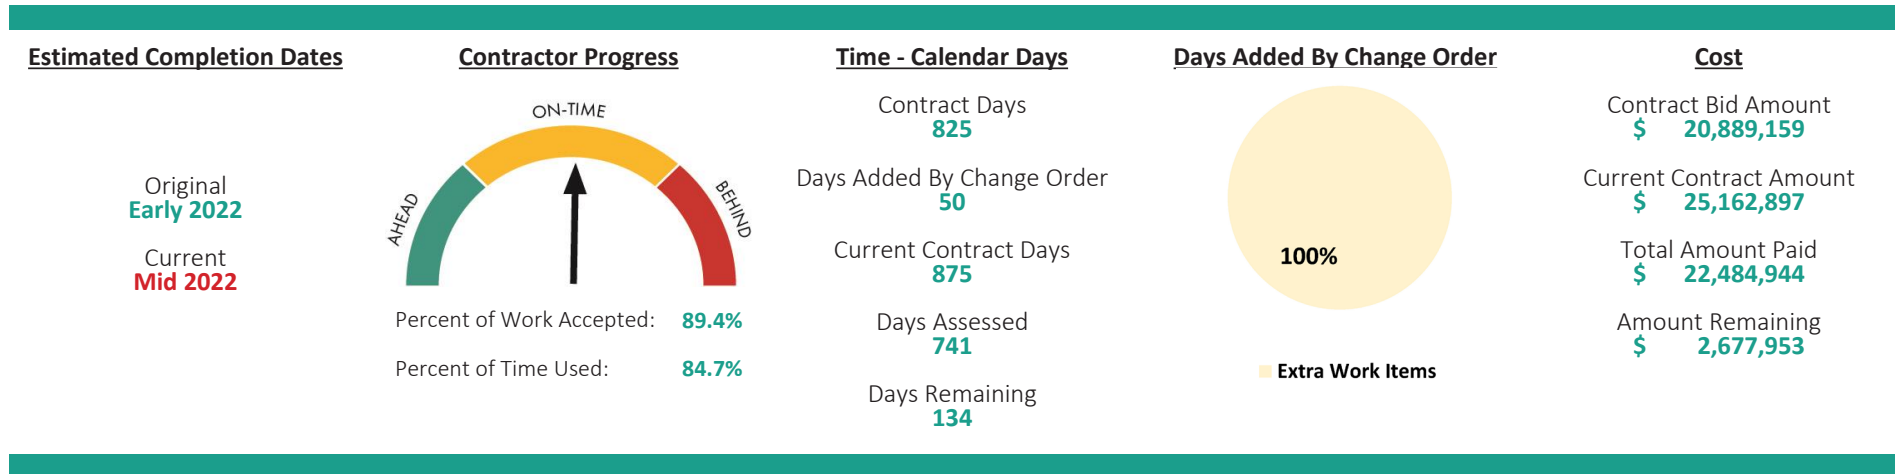 Estimated Completion Dates
Original
Early 2022
Current
Mid 2022
Contractor Progress
ON-TIME
AHEAD
BEHIND
Percent of Work Accepted: 89.4%
Percent of Time Used: 84.7%
Time - Calendar Days
Contract Days
825
Days Added By Change Order
50
Current Contract Days
875
Days Assessed
741
Days Remaining
134
Days Added By Change Order
100%
Extra Work Items
Cost
Contract Bid Amount
$ 20,889,159
Current Contract Amount
$ 25,162,897
Total Amount Paid
$ 22,484,944
Amount Remaining
$ 2,677,953